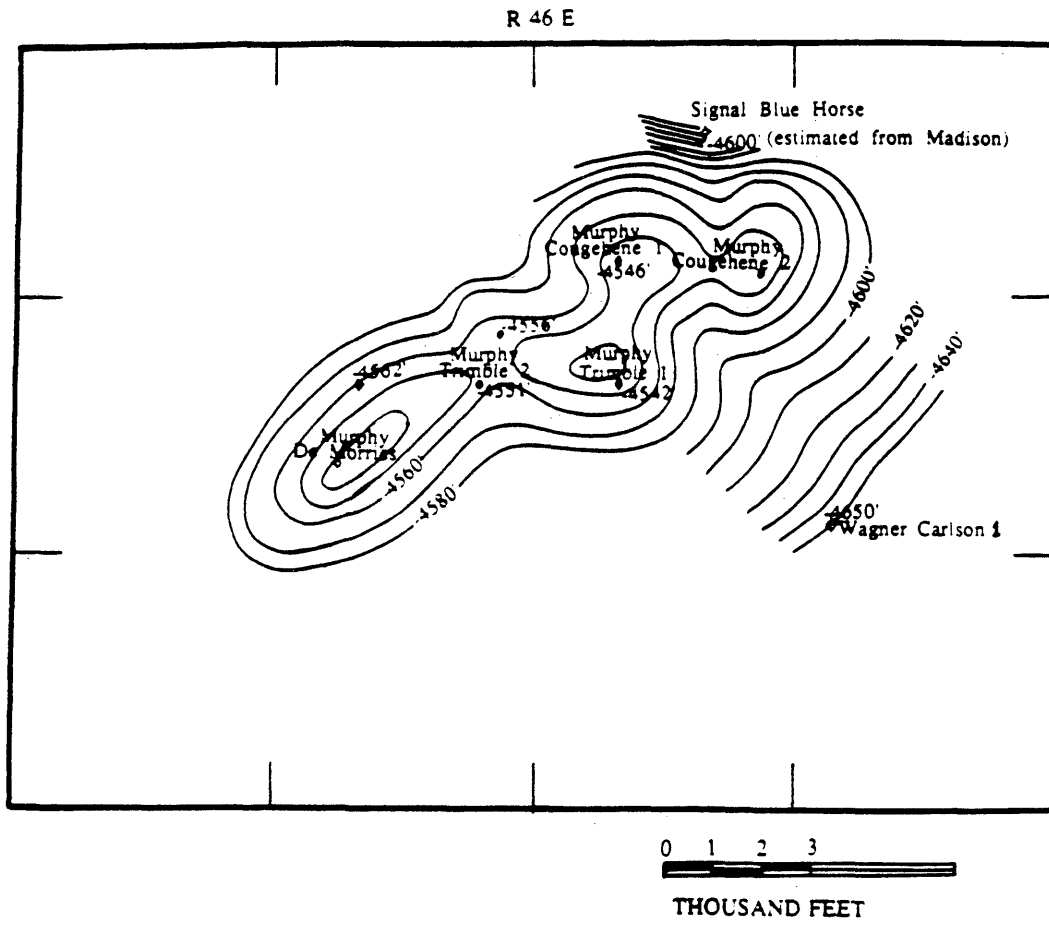 R 46 E
Signal Blue Horse
-4600' (estimated from Madison)
Murphy
Cougehene 1
-4546'
Murphy
Cougehene 2
-4600'
-4620'
-4640'
-4556'
-4562'
Murphy
Trimble 2
-4551'
Murphy
Trimble 1
-4542'
D
Murphy
Morriss
-4560'
-4580'
-4650'
Wagner Carlson 1
0 1 2 3
THOUSAND FEET